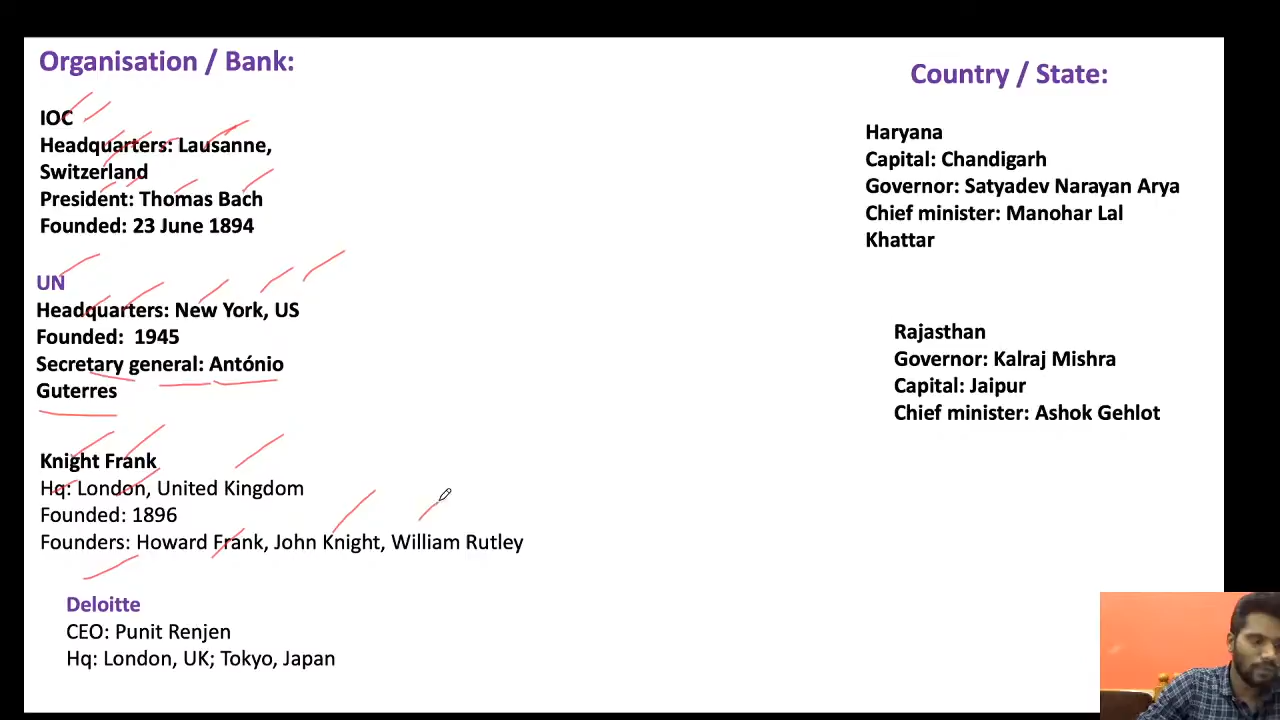 Organisation / Bank:
IOC
Headquarters: Lausanne,
Switzerland
President: Thomas Bach
Founded: 23 June 1894
UN
Headquarters: New York, US
Founded:  1945
Secretary general: António
Guterres
Knight Frank
Hq: London, United Kingdom
Founded: 1896
Founders: Howard Frank, John Knight, William Rutley
Deloitte
CEO: Punit Renjen
Hq: London, UK; Tokyo, Japan
Country / State:
Haryana
Capital: Chandigarh
Governor: Satyadev Narayan Arya
Chief minister: Manohar Lal
Khattar
Rajasthan
Governor: Kalraj Mishra
Capital: Jaipur
Chief minister: Ashok Gehlot